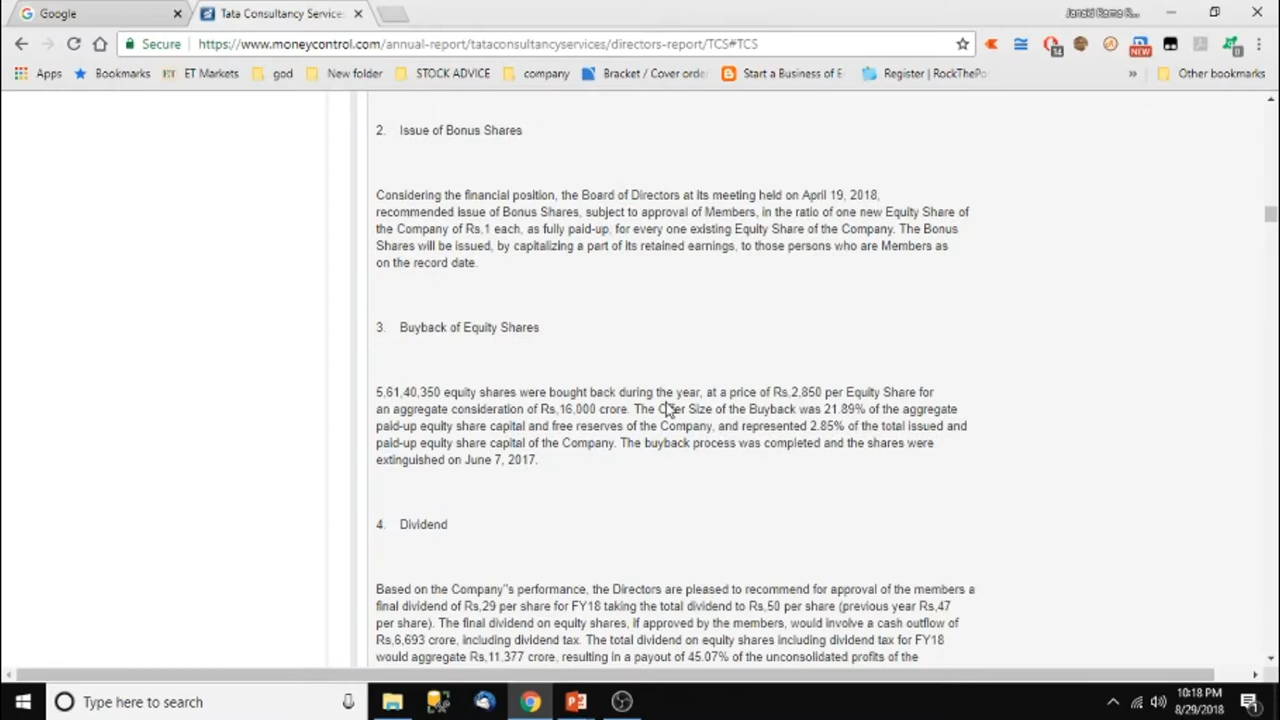 Google
Tata Consultancy Service
Secure
https://www.moneycontrol.com/annual-report/tataconsultancyservices/directors-report/TCS#TCS
14
NEW
0
Apps
Bookmarks
ET ET Markets
god
New folder
STOCK ADVICE
company
Bracket / Cover order
Start a Business of E
Register | RockThePo
»
Other bookmarks
2. Issue of Bonus Shares
Considering the financial position, the Board of Directors at its meeting held on April 19, 2018,
recommended issue of Bonus Shares, subject to approval of Members, in the ratio of one new Equity Share of
the Company of Rs,1 each, as fully paid-up, for every one existing Equity Share of the Company. The Bonus
Shares will be issued, by capitalizing a part of its retained earnings, to those persons who are Members as
on the record date.
3. Buyback of Equity Shares
5,61,40,350 equity shares were bought back during the year, at a price of Rs,2,850 per Equity Share for
an aggregate consideration of Rs,16,000 crore. The Offer Size of the Buyback was 21.89% of the aggregate
paid-up equity share capital and free reserves of the Company, and represented 2.85% of the total issued and
paid-up equity share capital of the Company. The buyback process was completed and the shares were
extinguished on June 7, 2017.
4. Dividend
Based on the Company"s performance, the Directors are pleased to recommend for approval of the members a
final dividend of Rs,29 per share for FY18 taking the total dividend to Rs,50 per share (previous year Rs,47
per share). The final dividend on equity shares, if approved by the members, would involve a cash outflow of
Rs,6,693 crore, including dividend tax. The total dividend on equity shares including dividend tax for FY18
would aggregate Rs,11,377 crore, resulting in a payout of 45.07% of the unconsolidated profits of the
Type here to search
10:18 PM
8/29/2018
1